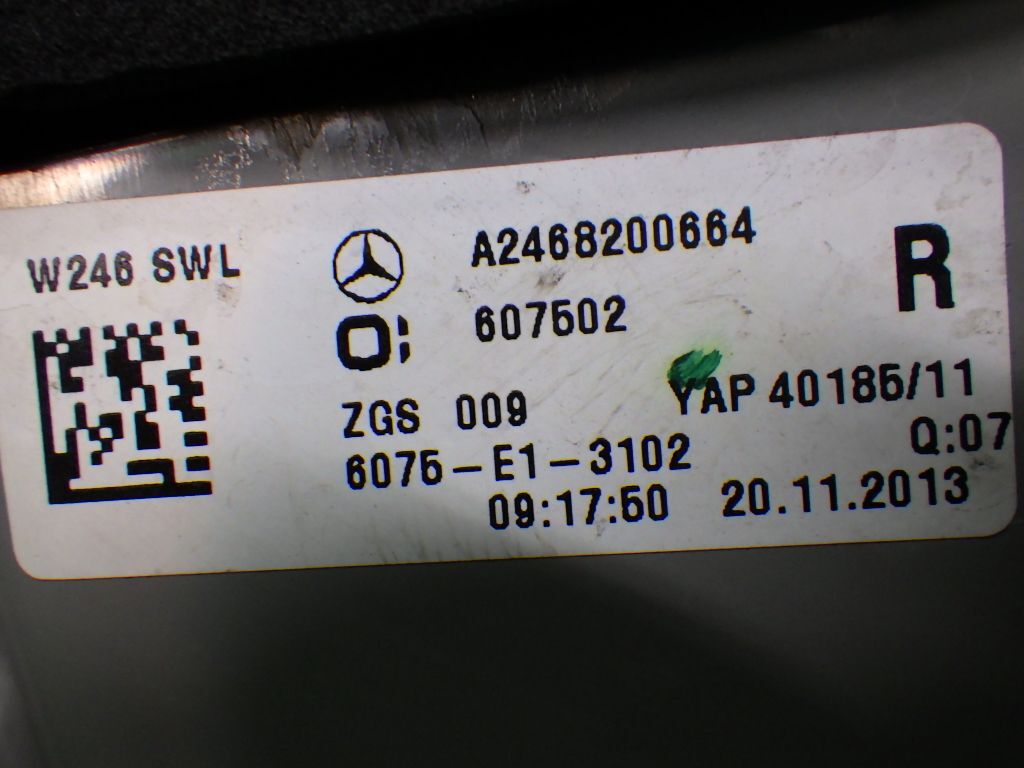 W246 SWL
A2468200664
R
607502
ZGS 009
YAP 40185/11
6075-E1-3102
Q:07
09:17:50 20.11.2013